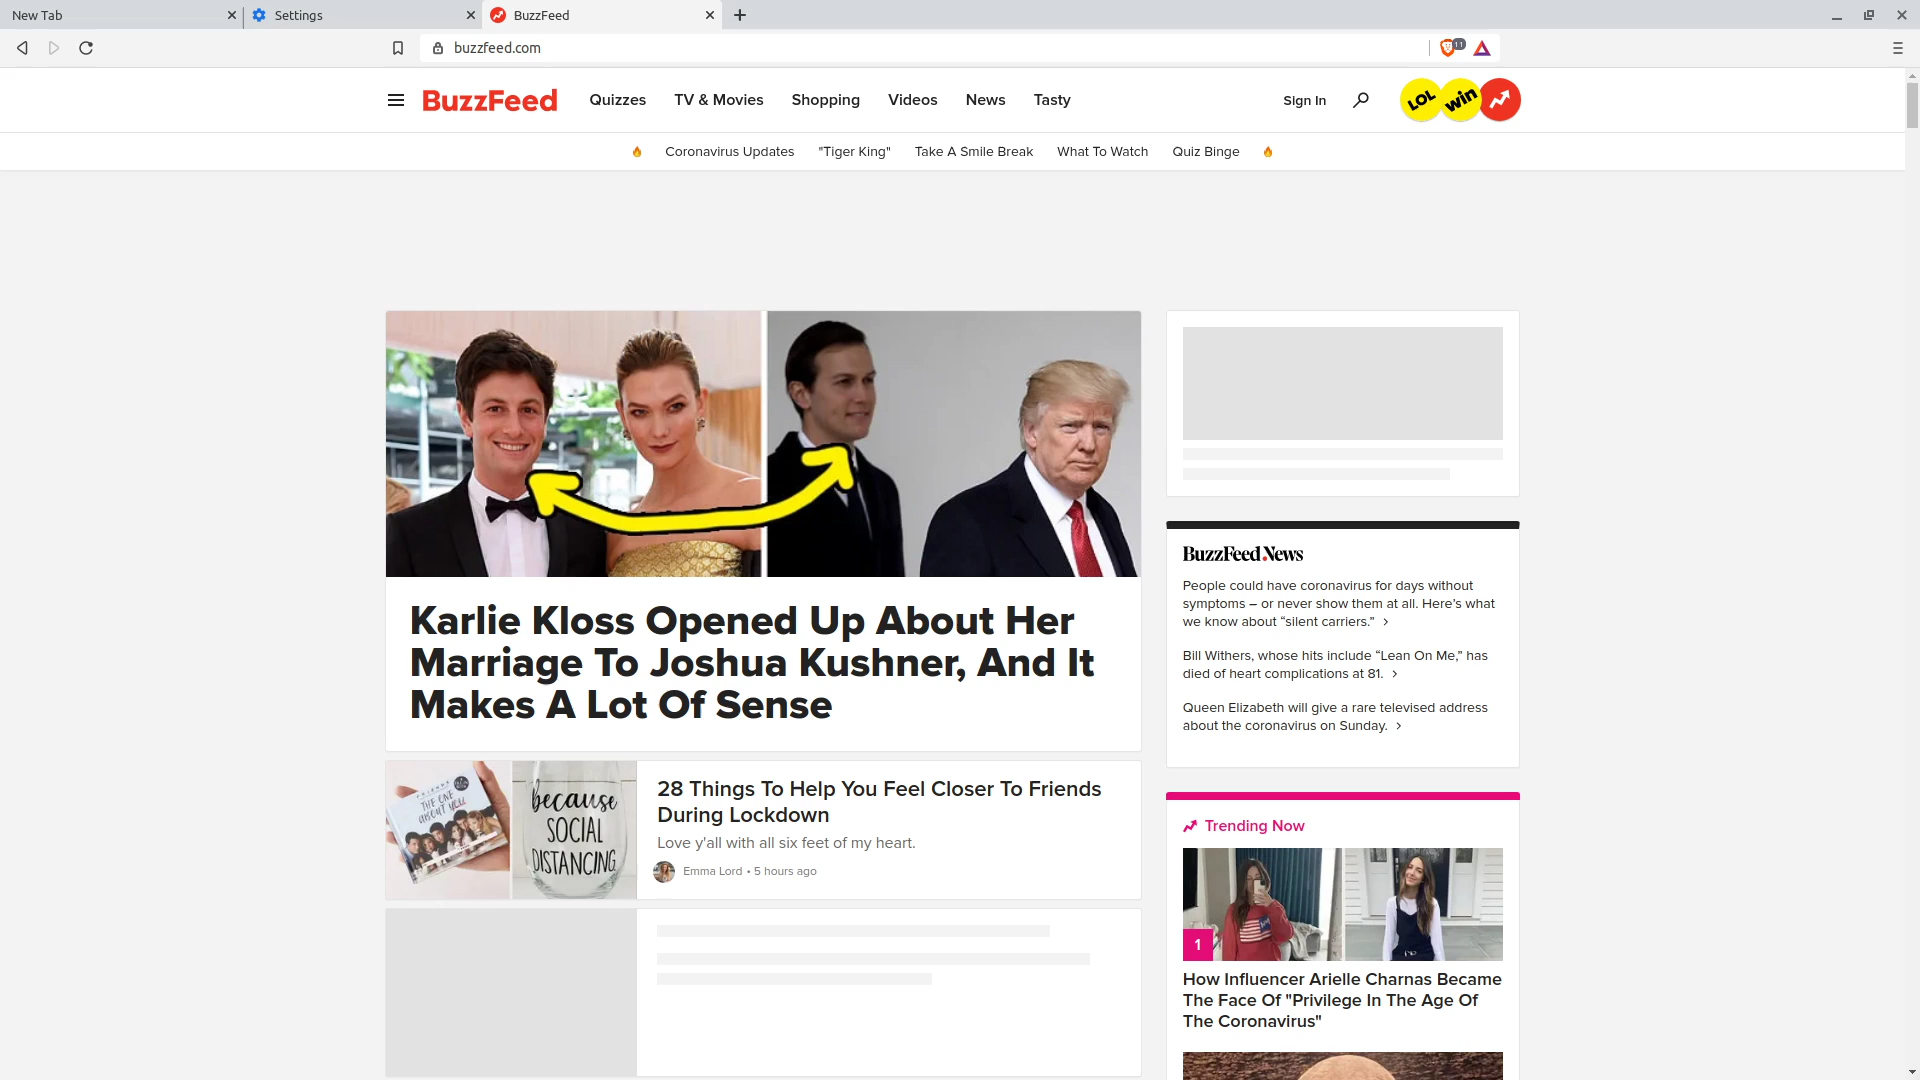 New Tab
Settings
BuzzFeed
buzzfeed.com
11
BuzzFeed
Quizzes
TV & Movies
Shopping
Videos
News
Tasty
Sign In
LOL
win
Coronavirus Updates
"Tiger King"
Take A Smile Break
What To Watch
Quiz Binge
Karlie Kloss Opened Up About Her
Marriage To Joshua Kushner, And It
Makes A Lot Of Sense
BuzzFeed News
People could have coronavirus for days without
symptoms – or never show them at all. Here’s what
we know about “silent carriers.” ›
Bill Withers, whose hits include “Lean On Me,” has
died of heart complications at 81. ›
Queen Elizabeth will give a rare televised address
about the coronavirus on Sunday. ›
THE ONE
ABOUT YOU
because
SOCIAL
DISTANCING
28 Things To Help You Feel Closer To Friends
During Lockdown
Love y'all with all six feet of my heart.
Emma Lord • 5 hours ago
Trending Now
1
How Influencer Arielle Charnas Became
The Face Of "Privilege In The Age Of
The Coronavirus"